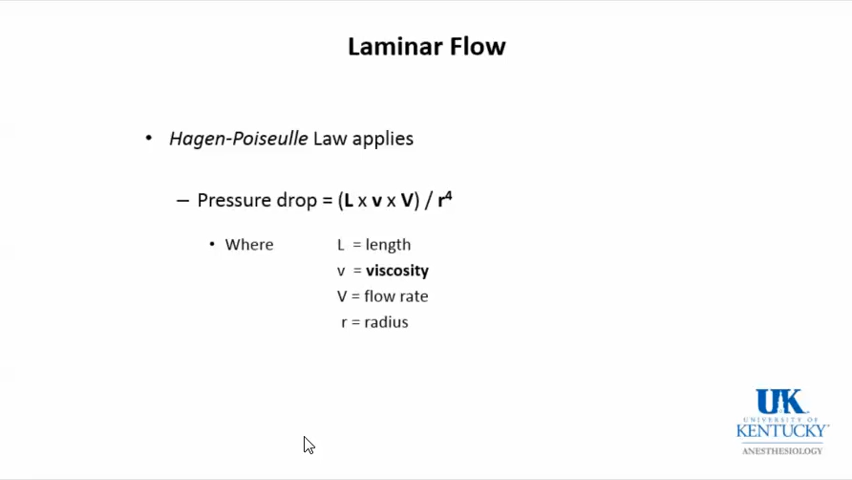 Laminar Flow
• Hagen-Poiseulle Law applies
– Pressure drop = (L x v x V) / r⁴
• Where L = length
v = viscosity
V = flow rate
r = radius
UK
UNIVERSITY OF
KENTUCKY
ANESTHESIOLOGY